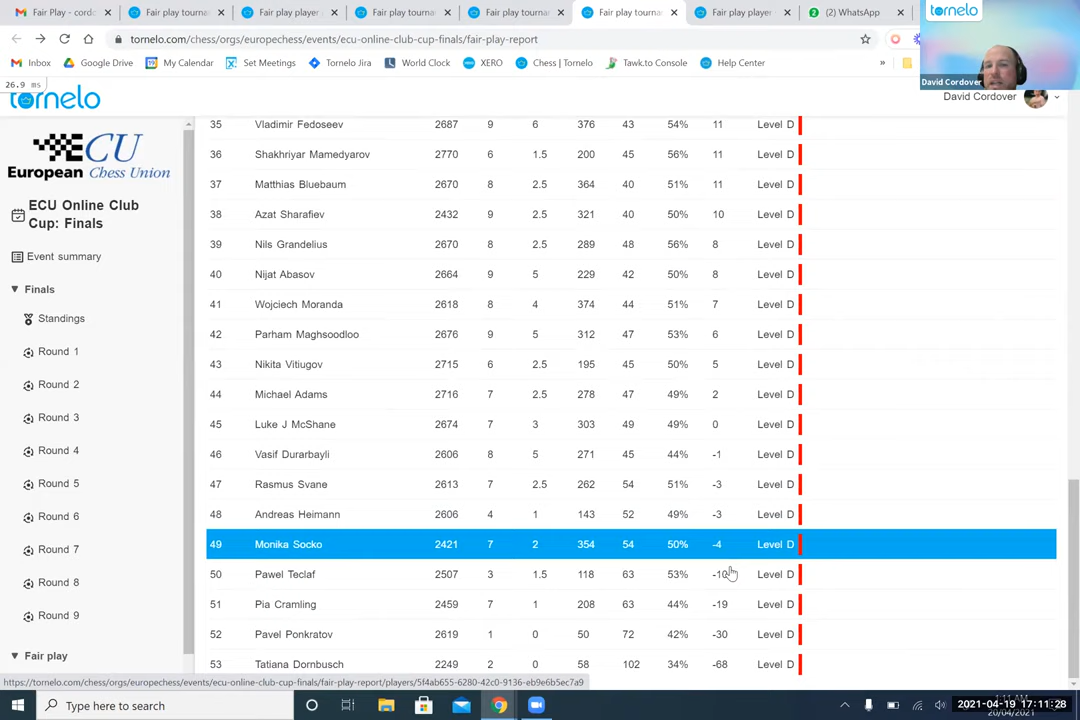 Fair Play - cordo
Fair play tournam
Fair play player
Fair play tournam
Fair play tournam
Fair play tourna
Fair play player
(2) WhatsApp
tornelo
tornelo.com/chess/orgs/europechess/events/ecu-online-club-cup-finals/fair-play-report
Inbox
Google Drive
My Calendar
Set Meetings
Tornelo Jira
World Clock
XERO
Chess | Tornelo
Tawk.to Console
Help Center
»
David Cordover
26.9 ms
tornelo
David Cordover
ECU
European Chess Union
ECU Online Club
Cup: Finals
Event summary
Finals
Standings
Round 1
Round 2
Round 3
Round 4
Round 5
Round 6
Round 7
Round 8
Round 9
Fair play
35 Vladimir Fedoseev 2687 9 6 376 43 54% 11 Level D
36 Shakhriyar Mamedyarov 2770 6 1.5 200 45 56% 11 Level D
37 Matthias Bluebaum 2670 8 2.5 364 40 51% 11 Level D
38 Azat Sharafiev 2432 9 2.5 321 40 50% 10 Level D
39 Nils Grandelius 2670 8 2.5 289 48 56% 8 Level D
40 Nijat Abasov 2664 9 5 229 42 50% 8 Level D
41 Wojciech Moranda 2618 8 4 374 44 51% 7 Level D
42 Parham Maghsoodloo 2676 9 5 312 47 53% 6 Level D
43 Nikita Vitiugov 2715 6 2.5 195 45 50% 5 Level D
44 Michael Adams 2716 7 2.5 278 47 49% 2 Level D
45 Luke J McShane 2674 7 3 303 49 49% 0 Level D
46 Vasif Durarbayli 2606 8 5 271 45 44% -1 Level D
47 Rasmus Svane 2613 7 2.5 262 54 51% -3 Level D
48 Andreas Heimann 2606 4 1 143 52 49% -3 Level D
49 Monika Socko 2421 7 2 354 54 50% -4 Level D
50 Pawel Teclaf 2507 3 1.5 118 63 53% -10 Level D
51 Pia Cramling 2459 7 1 208 63 44% -19 Level D
52 Pavel Ponkratov 2619 1 0 50 72 42% -30 Level D
53 Tatiana Dornbusch 2249 2 0 58 102 34% -68 Level D
https://tornelo.com/chess/orgs/europechess/events/ecu-online-club-cup-finals/fair-play-report/players/5f4ab655-6280-42c0-9136-eb9e6b5ec7a9
Type here to search
1:11 AM
2021-04-19 17:11:28
20/04/2021